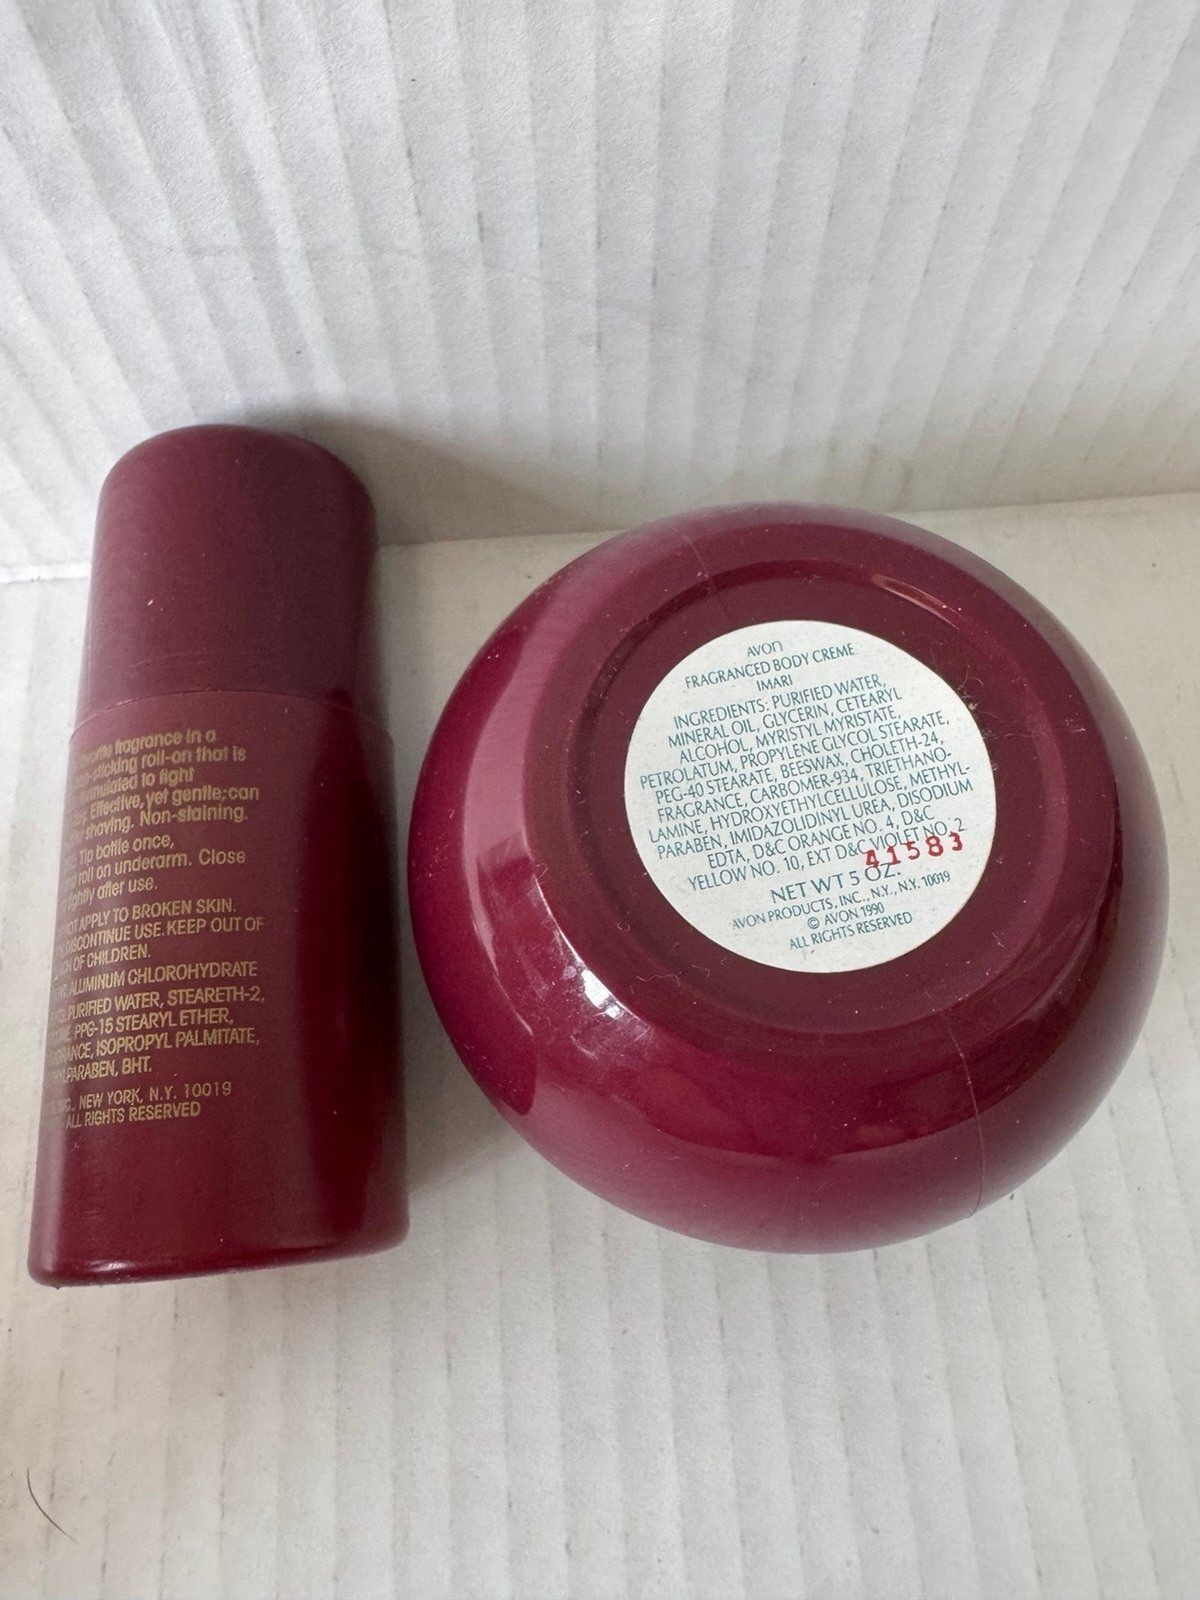 vorite fragrance in a
n-sticking roll-on that is
rmulated to fight
Effective, yet gentle; can
shaving. Non-staining.
Tip bottle once,
roll on underarm. Close
ightly after use.
NOT APPLY TO BROKEN SKIN.
DISCONTINUE USE. KEEP OUT OF
OF CHILDREN.
ALUMINUM CHLOROHYDRATE
PURIFIED WATER, STEARETH-2,
PPG-15 STEARYL ETHER,
RANCE, ISOPROPYL PALMITATE,
YLPARABEN, BHT.
NEW YORK, N.Y. 10019
ALL RIGHTS RESERVED
AVON
FRAGRANCED BODY CREME
IMARI
INGREDIENTS: PURIFIED WATER,
MINERAL OIL, GLYCERIN, CETEARYL
ALCOHOL, MYRISTYL MYRISTATE,
PETROLATUM, PROPYLENE GLYCOL STEARATE,
PEG-40 STEARATE, BEESWAX, CHOLETH-24,
FRAGRANCE, CARBOMER-934, TRIETHANO-
LAMINE, HYDROXYETHYLCELLULOSE, METHYL-
PARABEN, IMIDAZOLIDINYL UREA, DISODIUM
EDTA, D&C ORANGE NO. 4, D&C
YELLOW NO. 10, EXT D&C VIOLET NO. 2
41583
NET WT 5 OZ.
AVON PRODUCTS, INC., N.Y., N.Y. 10019
© AVON 1990
ALL RIGHTS RESERVED